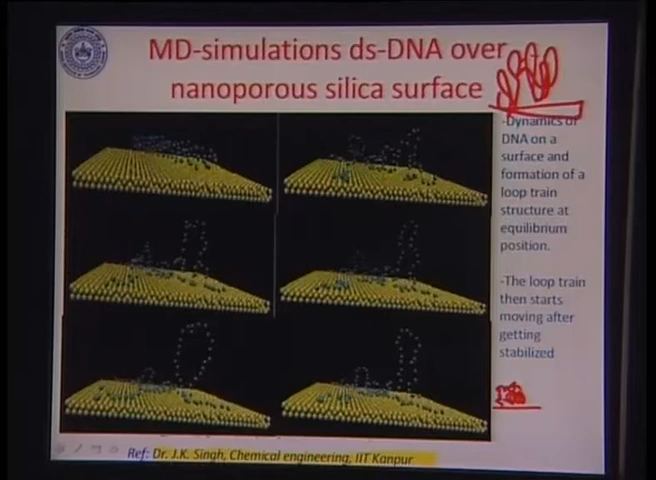 MD-simulations ds-DNA over
nanoporous silica surface
-Dynamics of
DNA on a
surface and
formation of a
loop train
structure at
equilibrium
position.
-The loop train
then starts
moving after
getting
stabilized
Ref: Dr. J.K. Singh, Chemical engineering, IIT Kanpur